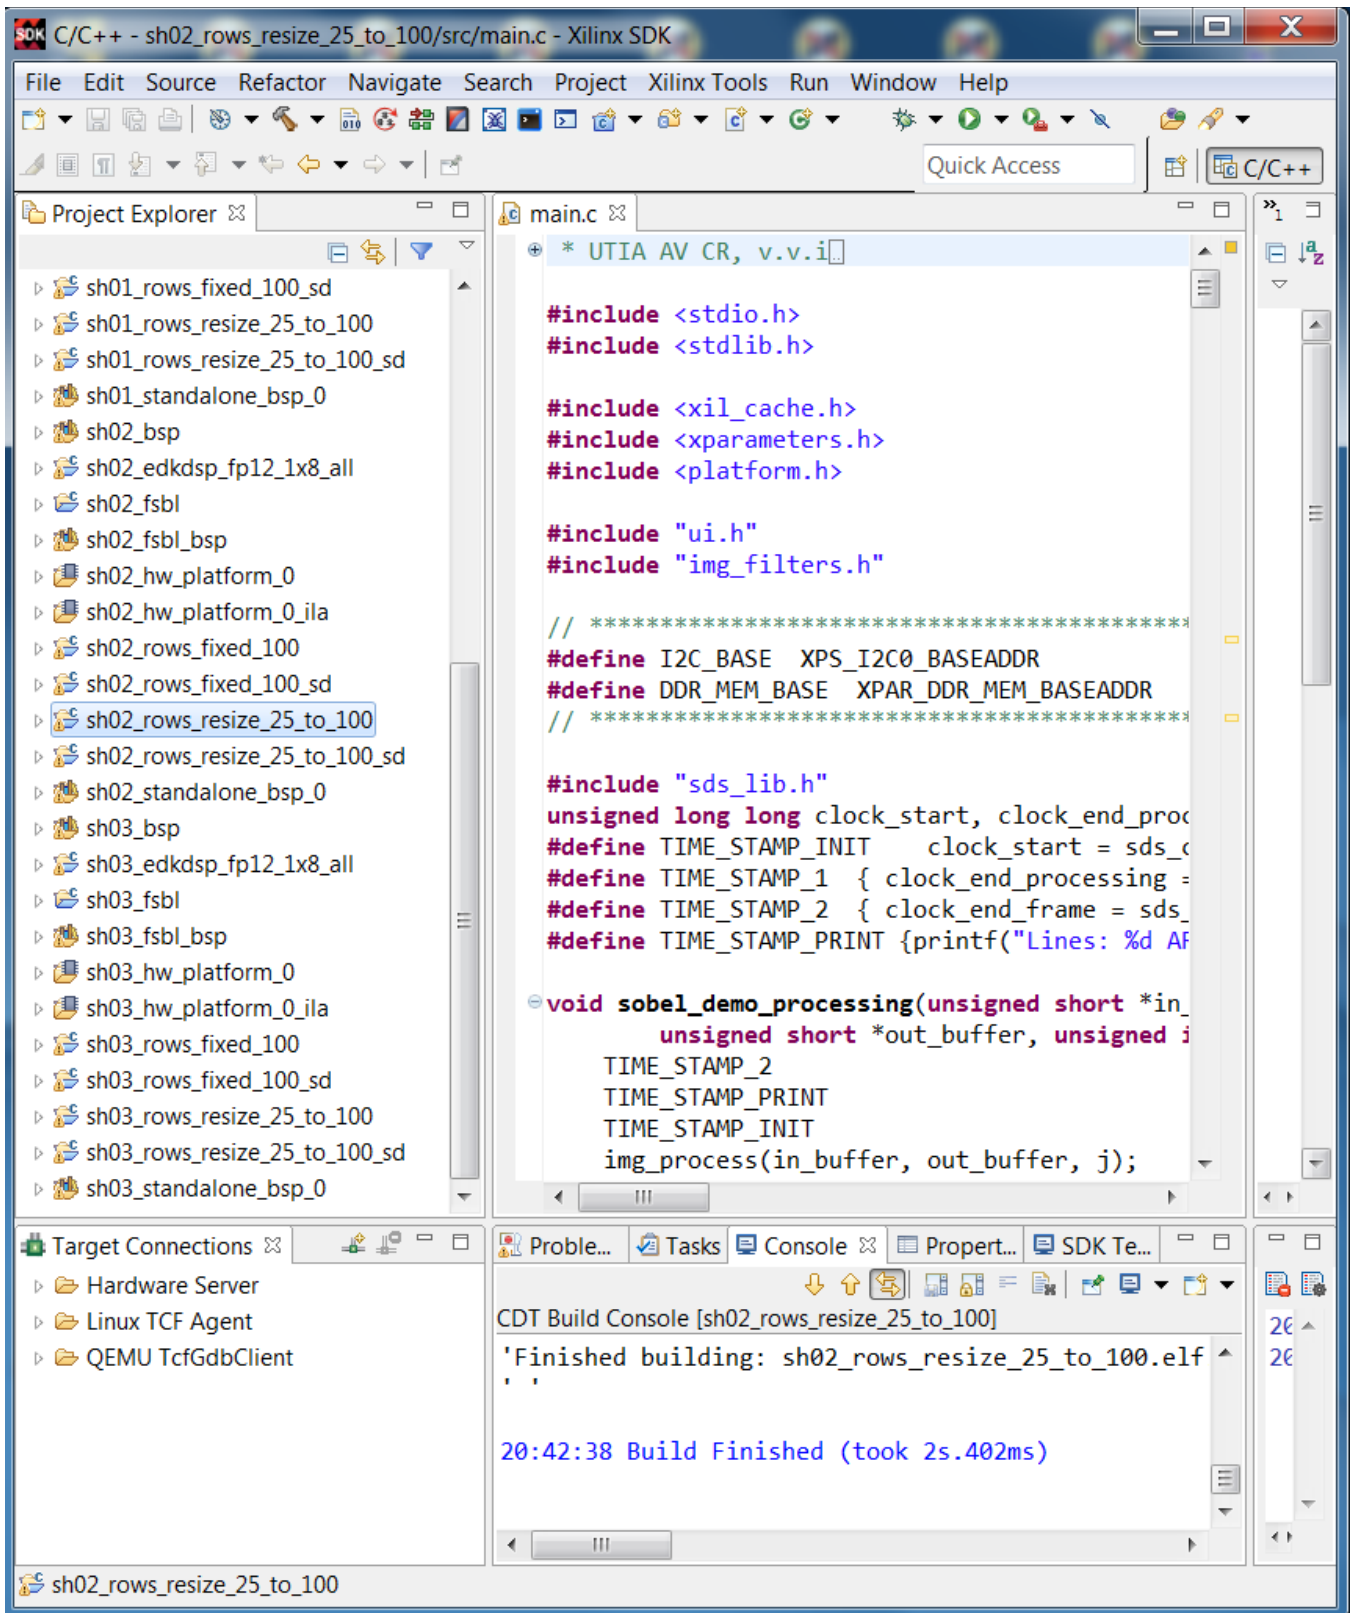 SDK C/C++ - sh02_rows_resize_25_to_100/src/main.c - Xilinx SDK
File Edit Source Refactor Navigate Search Project Xilinx Tools Run Window Help
Quick Access
C/C++
Project Explorer
sh01_rows_fixed_100_sd
sh01_rows_resize_25_to_100
sh01_rows_resize_25_to_100_sd
sh01_standalone_bsp_0
sh02_bsp
sh02_edkdsp_fp12_1x8_all
sh02_fsbl
sh02_fsbl_bsp
sh02_hw_platform_0
sh02_hw_platform_0_ila
sh02_rows_fixed_100
sh02_rows_fixed_100_sd
sh02_rows_resize_25_to_100
sh02_rows_resize_25_to_100_sd
sh02_standalone_bsp_0
sh03_bsp
sh03_edkdsp_fp12_1x8_all
sh03_fsbl
sh03_fsbl_bsp
sh03_hw_platform_0
sh03_hw_platform_0_ila
sh03_rows_fixed_100
sh03_rows_fixed_100_sd
sh03_rows_resize_25_to_100
sh03_rows_resize_25_to_100_sd
sh03_standalone_bsp_0
main.c
* UTIA AV CR, v.v.i
#include <stdio.h>
#include <stdlib.h>
#include <xil_cache.h>
#include <xparameters.h>
#include <platform.h>
#include "ui.h"
#include "img_filters.h"
// ******************************************
#define I2C_BASE  XPS_I2C0_BASEADDR
#define DDR_MEM_BASE  XPAR_DDR_MEM_BASEADDR
// ******************************************
#include "sds_lib.h"
unsigned long long clock_start, clock_end_proc
#define TIME_STAMP_INIT    clock_start = sds_c
#define TIME_STAMP_1  { clock_end_processing =
#define TIME_STAMP_2  { clock_end_frame = sds_
#define TIME_STAMP_PRINT {printf("Lines: %d AR
void sobel_demo_processing(unsigned short *in_
unsigned short *out_buffer, unsigned i
TIME_STAMP_2
TIME_STAMP_PRINT
TIME_STAMP_INIT
img_process(in_buffer, out_buffer, j);
Target Connections
Hardware Server
Linux TCF Agent
QEMU TcfGdbClient
Proble... Tasks Console Propert... SDK Te...
CDT Build Console [sh02_rows_resize_25_to_100]
'Finished building: sh02_rows_resize_25_to_100.elf
' '
20:42:38 Build Finished (took 2s.402ms)
20
20
sh02_rows_resize_25_to_100